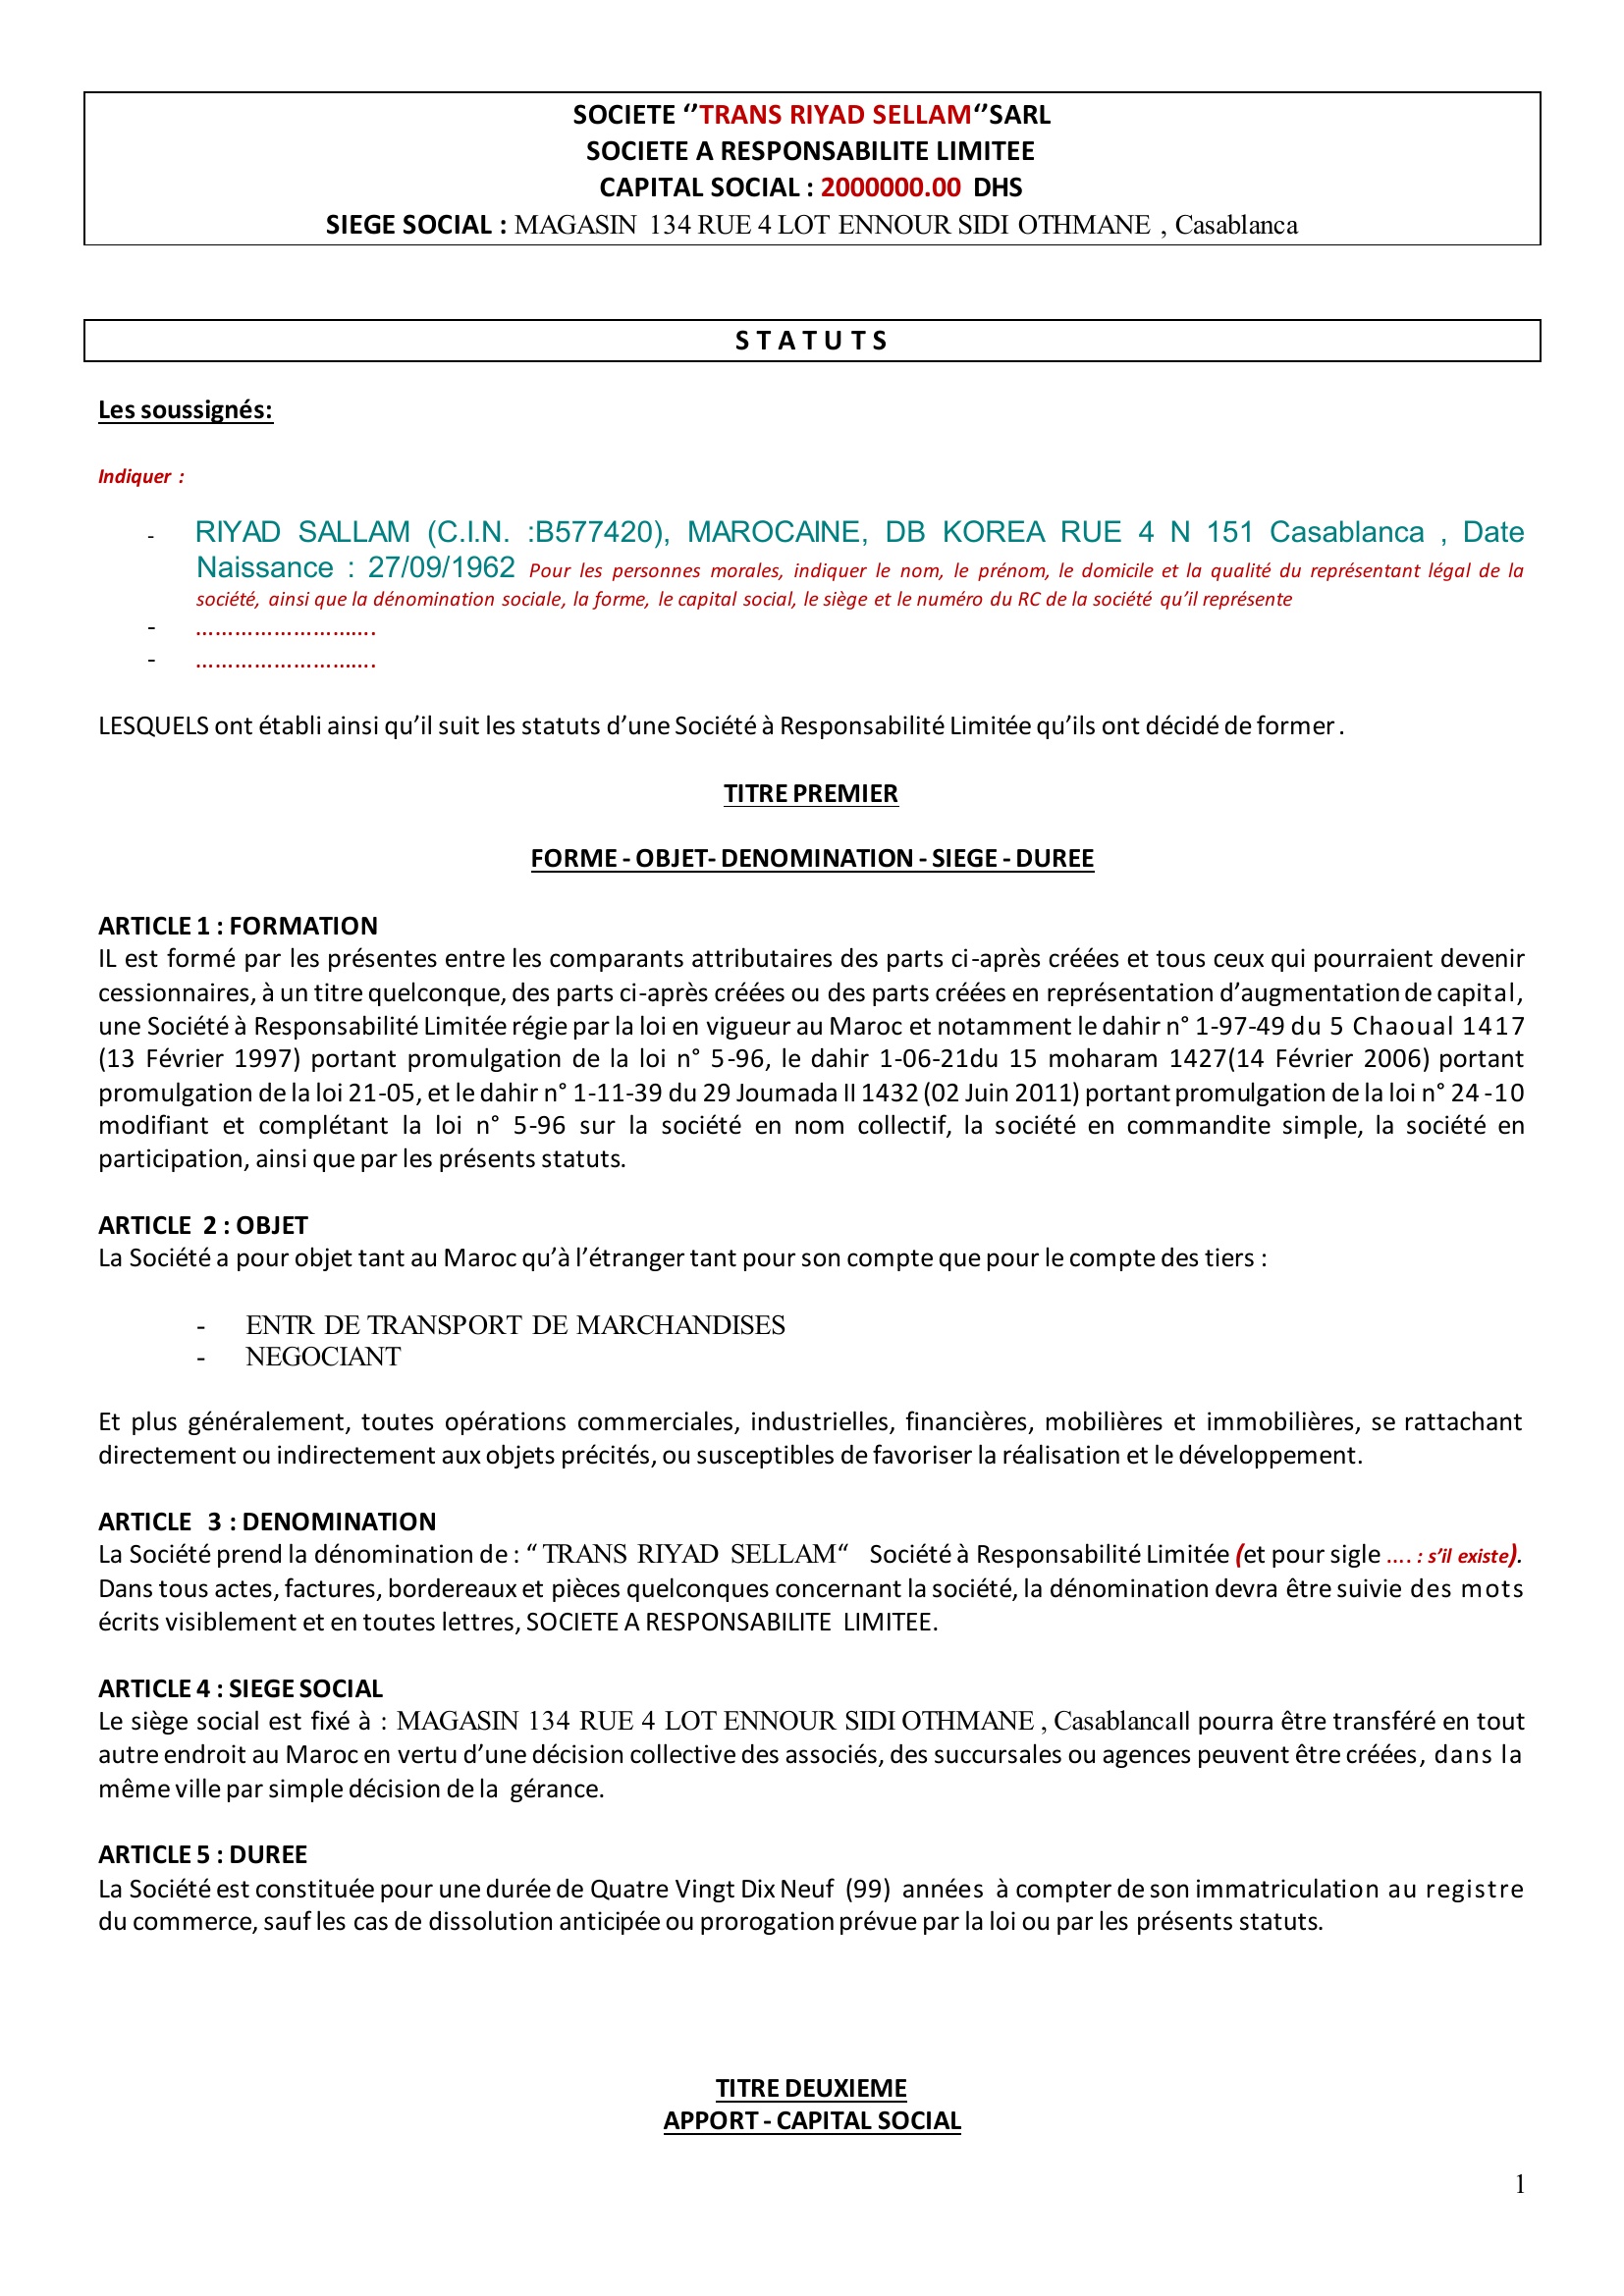 SOCIETE ‘’TRANS RIYAD SELLAM‘’SARL
SOCIETE A RESPONSABILITE LIMITEE
CAPITAL SOCIAL : 2000000.00 DHS
SIEGE SOCIAL : MAGASIN 134 RUE 4 LOT ENNOUR SIDI OTHMANE , Casablanca
S T A T U T S
Les soussignés:
Indiquer :
- RIYAD SALLAM (C.I.N. :B577420), MAROCAINE, DB KOREA RUE 4 N 151 Casablanca , Date
Naissance : 27/09/1962 Pour les personnes morales, indiquer le nom, le prénom, le domicile et la qualité du représentant légal de la
société, ainsi que la dénomination sociale, la forme, le capital social, le siège et le numéro du RC de la société qu’il représente
- ……………………….
- ……………………….
LESQUELS ont établi ainsi qu’il suit les statuts d’une Société à Responsabilité Limitée qu’ils ont décidé de former .
TITRE PREMIER
FORME - OBJET- DENOMINATION - SIEGE - DUREE
ARTICLE 1 : FORMATION
IL est formé par les présentes entre les comparants attributaires des parts ci-après créées et tous ceux qui pourraient devenir
cessionnaires, à un titre quelconque, des parts ci-après créées ou des parts créées en représentation d’augmentation de capital,
une Société à Responsabilité Limitée régie par la loi en vigueur au Maroc et notamment le dahir n° 1-97-49 du 5 Chaoual 1417
(13 Février 1997) portant promulgation de la loi n° 5-96, le dahir 1-06-21du 15 moharam 1427(14 Février 2006) portant
promulgation de la loi 21-05, et le dahir n° 1-11-39 du 29 Joumada II 1432 (02 Juin 2011) portant promulgation de la loi n° 24 -10
modifiant et complétant la loi n° 5-96 sur la société en nom collectif, la société en commandite simple, la société en
participation, ainsi que par les présents statuts.
ARTICLE 2 : OBJET
La Société a pour objet tant au Maroc qu’à l’étranger tant pour son compte que pour le compte des tiers :
- ENTR DE TRANSPORT DE MARCHANDISES
- NEGOCIANT
Et plus généralement, toutes opérations commerciales, industrielles, financières, mobilières et immobilières, se rattachant
directement ou indirectement aux objets précités, ou susceptibles de favoriser la réalisation et le développement.
ARTICLE 3 : DENOMINATION
La Société prend la dénomination de : “ TRANS RIYAD SELLAM“ Société à Responsabilité Limitée (et pour sigle .... : s’il existe).
Dans tous actes, factures, bordereaux et pièces quelconques concernant la société, la dénomination devra être suivie des mots
écrits visiblement et en toutes lettres, SOCIETE A RESPONSABILITE LIMITEE.
ARTICLE 4 : SIEGE SOCIAL
Le siège social est fixé à : MAGASIN 134 RUE 4 LOT ENNOUR SIDI OTHMANE , CasablancaIl pourra être transféré en tout
autre endroit au Maroc en vertu d’une décision collective des associés, des succursales ou agences peuvent être créées, dans la
même ville par simple décision de la gérance.
ARTICLE 5 : DUREE
La Société est constituée pour une durée de Quatre Vingt Dix Neuf (99) années à compter de son immatriculation au registre
du commerce, sauf les cas de dissolution anticipée ou prorogation prévue par la loi ou par les présents statuts.
TITRE DEUXIEME
APPORT - CAPITAL SOCIAL
1